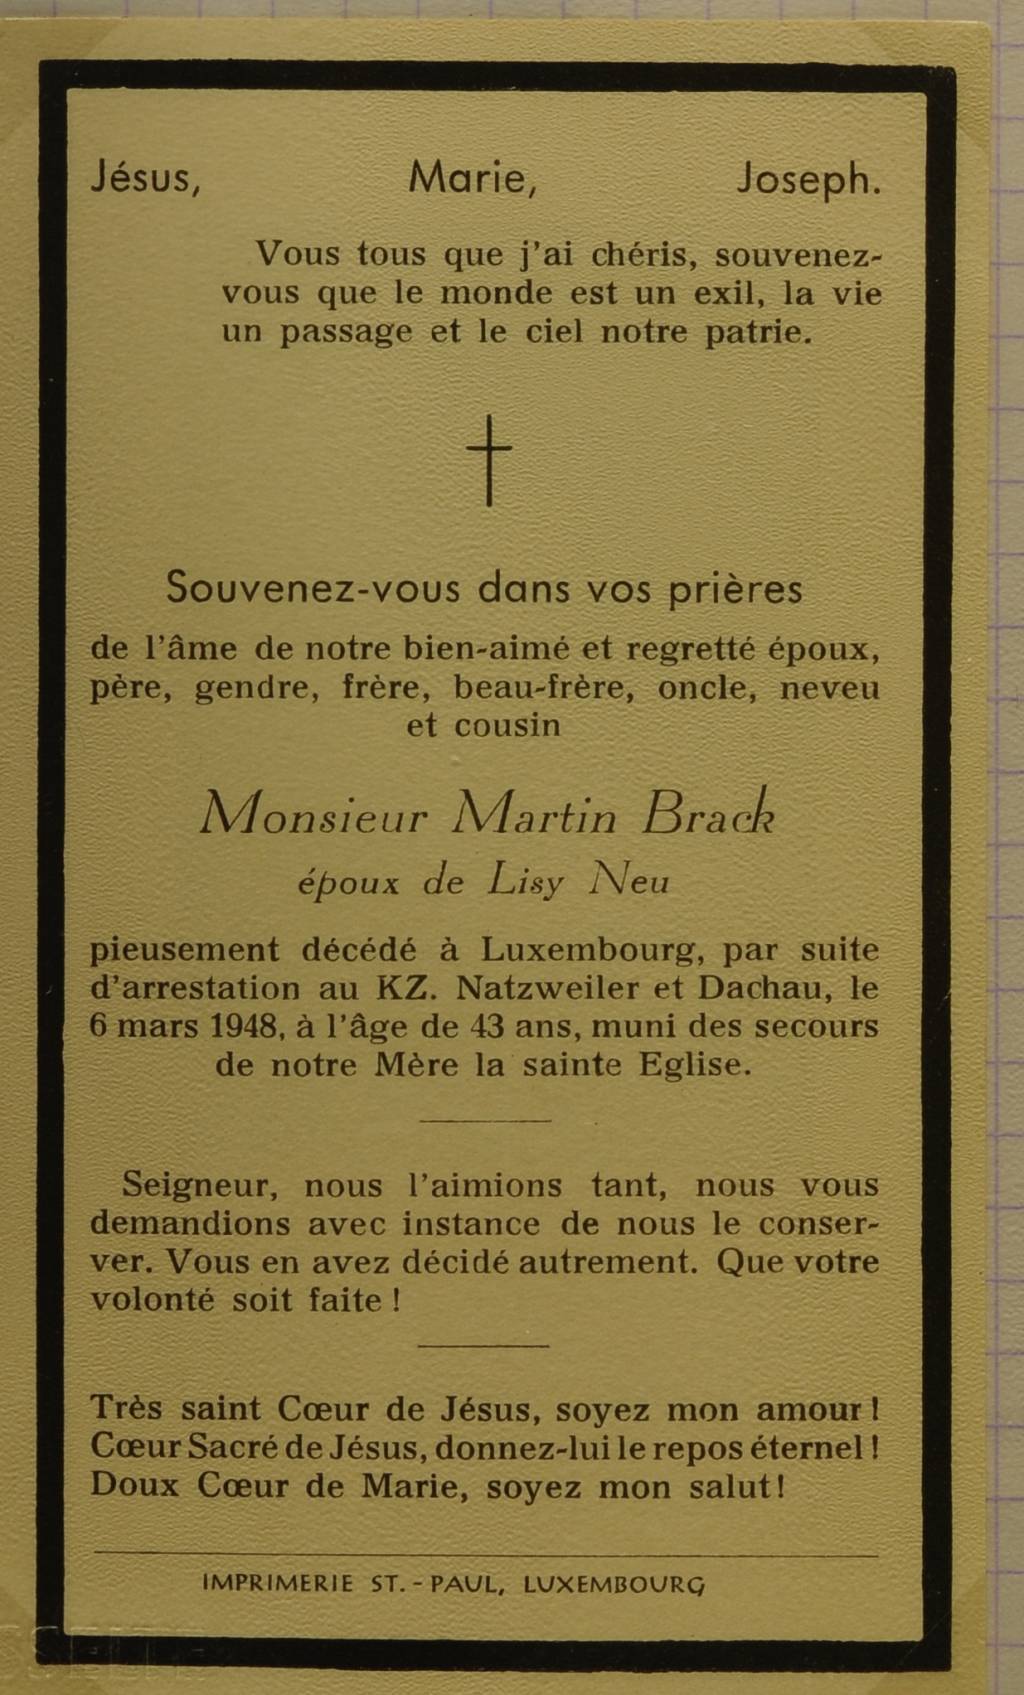 Jésus, Marie, Joseph.
Vous tous que j'ai chéris, souvenez-
vous que le monde est un exil, la vie
un passage et le ciel notre patrie.
Souvenez-vous dans vos prières
de l'âme de notre bien-aimé et regretté époux,
père, gendre, frère, beau-frère, oncle, neveu
et cousin
Monsieur Martin Brack
époux de Lisy Neu
pieusement décédé à Luxembourg, par suite
d'arrestation au KZ. Natzweiler et Dachau, le
6 mars 1948, à l'âge de 43 ans, muni des secours
de notre Mère la sainte Eglise.
Seigneur, nous l'aimions tant, nous vous
demandions avec instance de nous le conser-
ver. Vous en avez décidé autrement. Que votre
volonté soit faite !
Très saint Cœur de Jésus, soyez mon amour !
Cœur Sacré de Jésus, donnez-lui le repos éternel !
Doux Cœur de Marie, soyez mon salut !
IMPRIMERIE ST. - PAUL, LUXEMBOURG